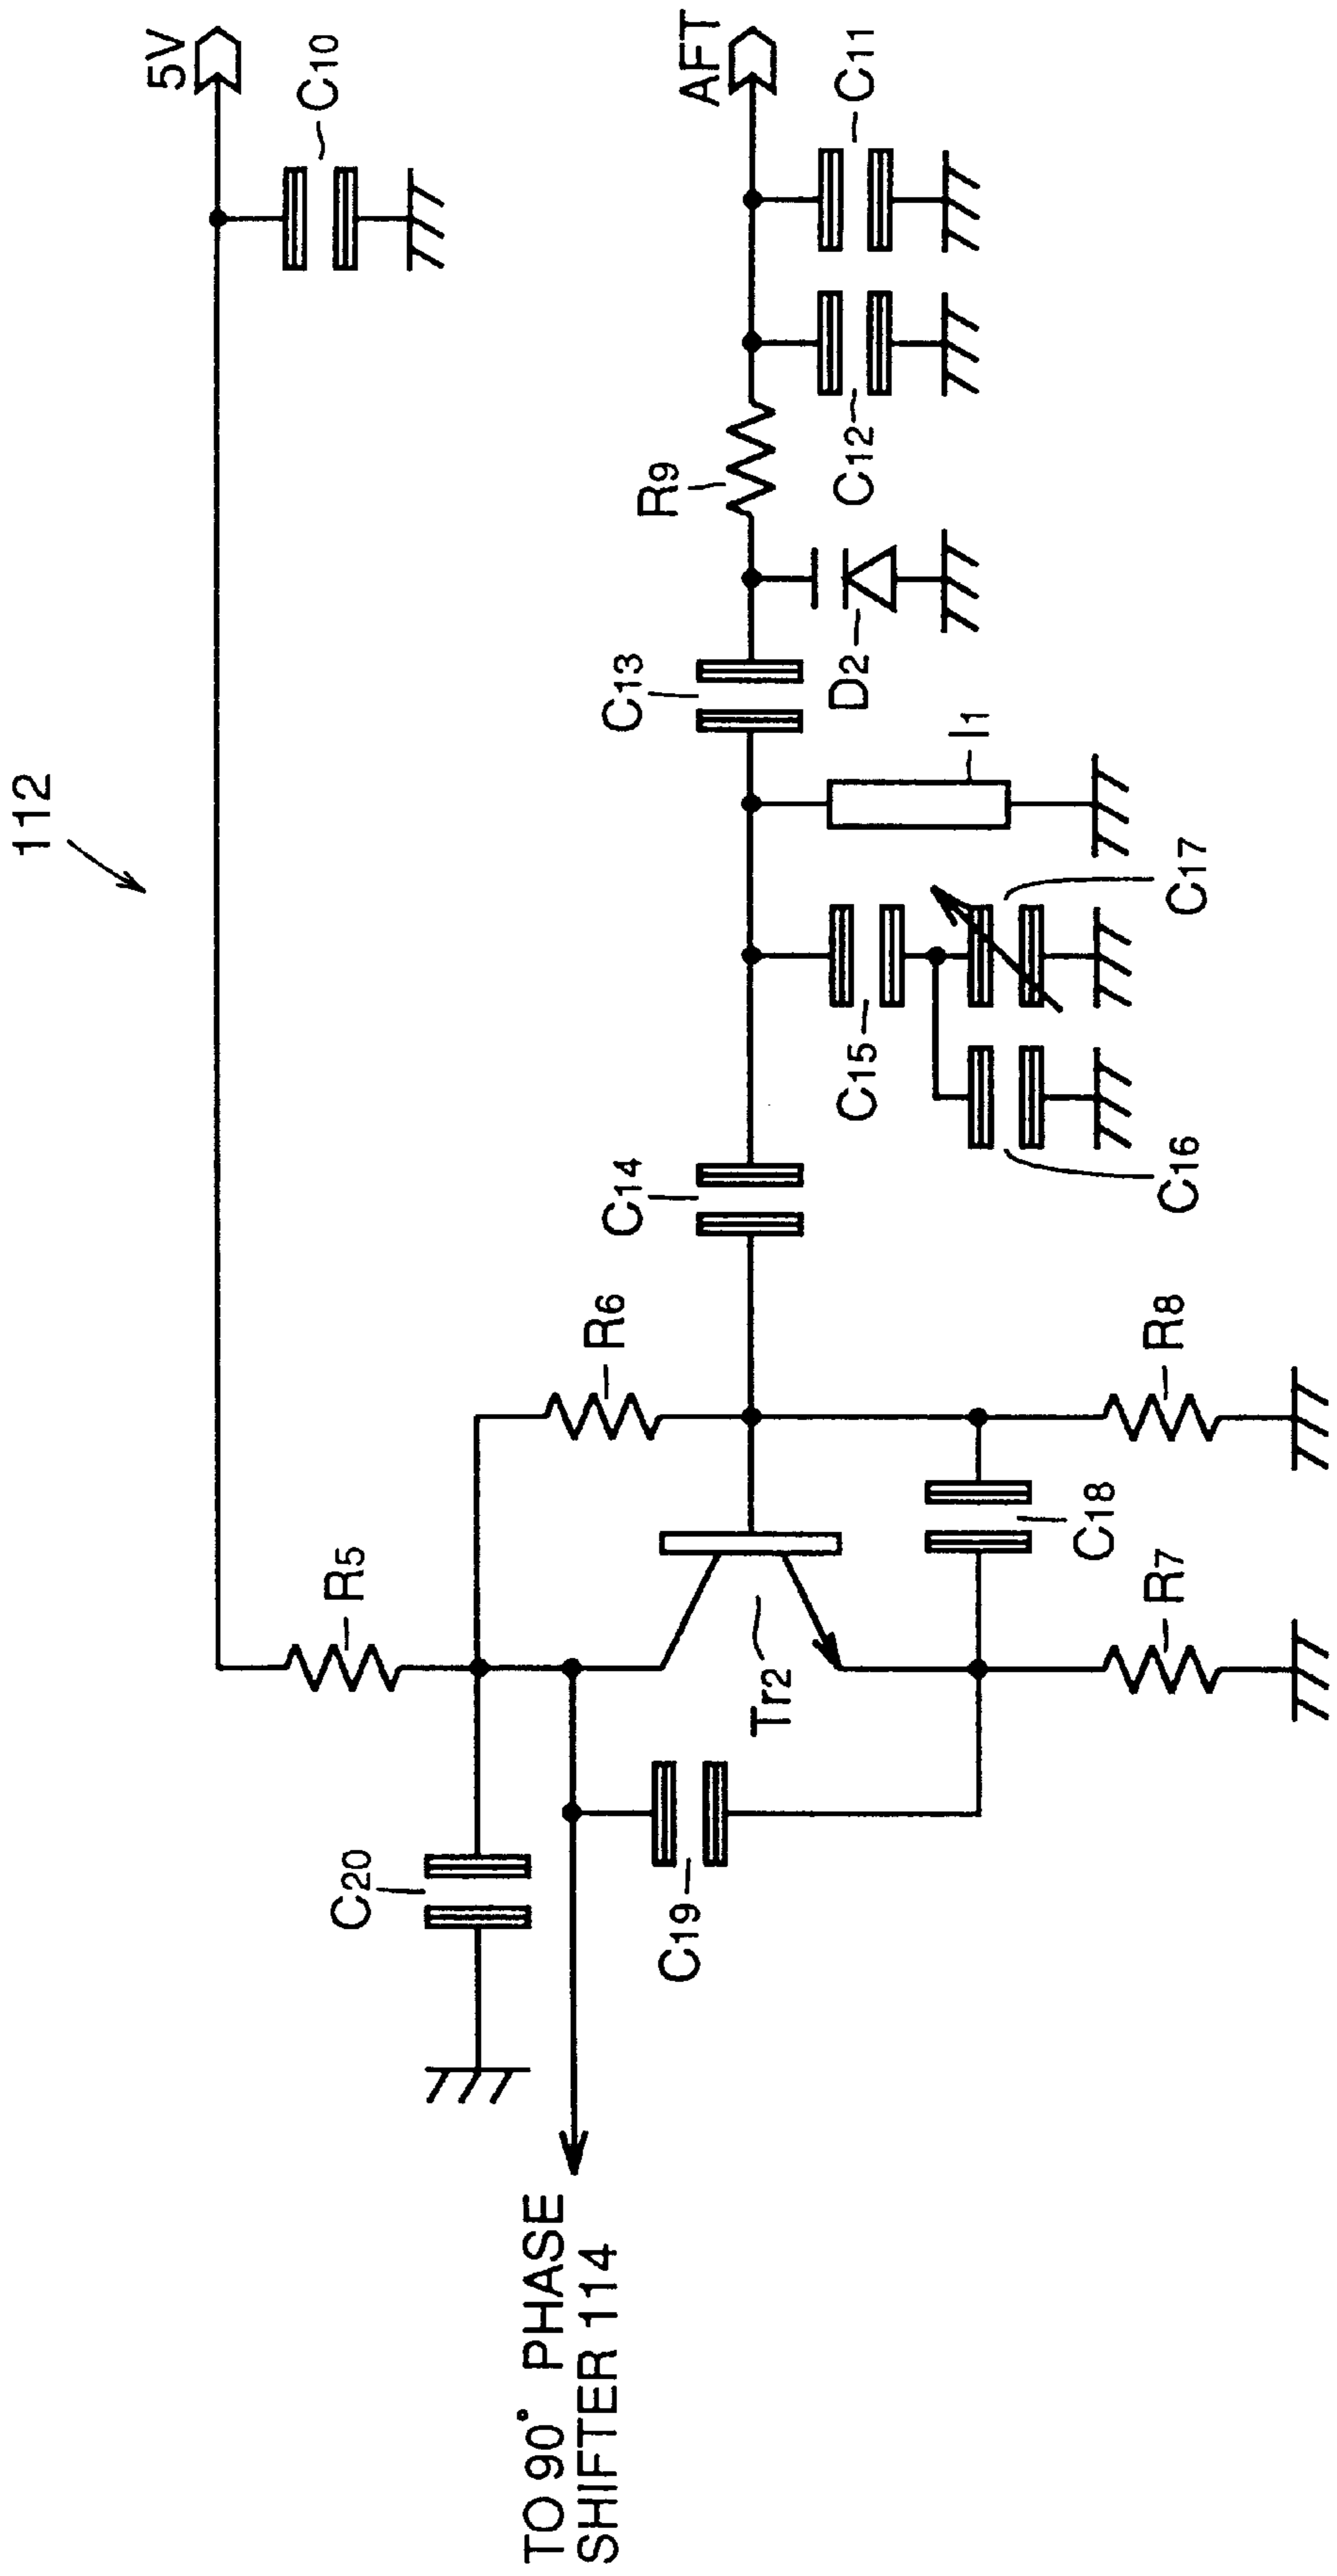 112
5V
C10
R5
C20
TO 90° PHASE
SHIFTER 114
R6
C14
C13
R9
AFT
C19
Tr2
C15
D2
C12
C11
I1
C18
R7
R8
C16
C17